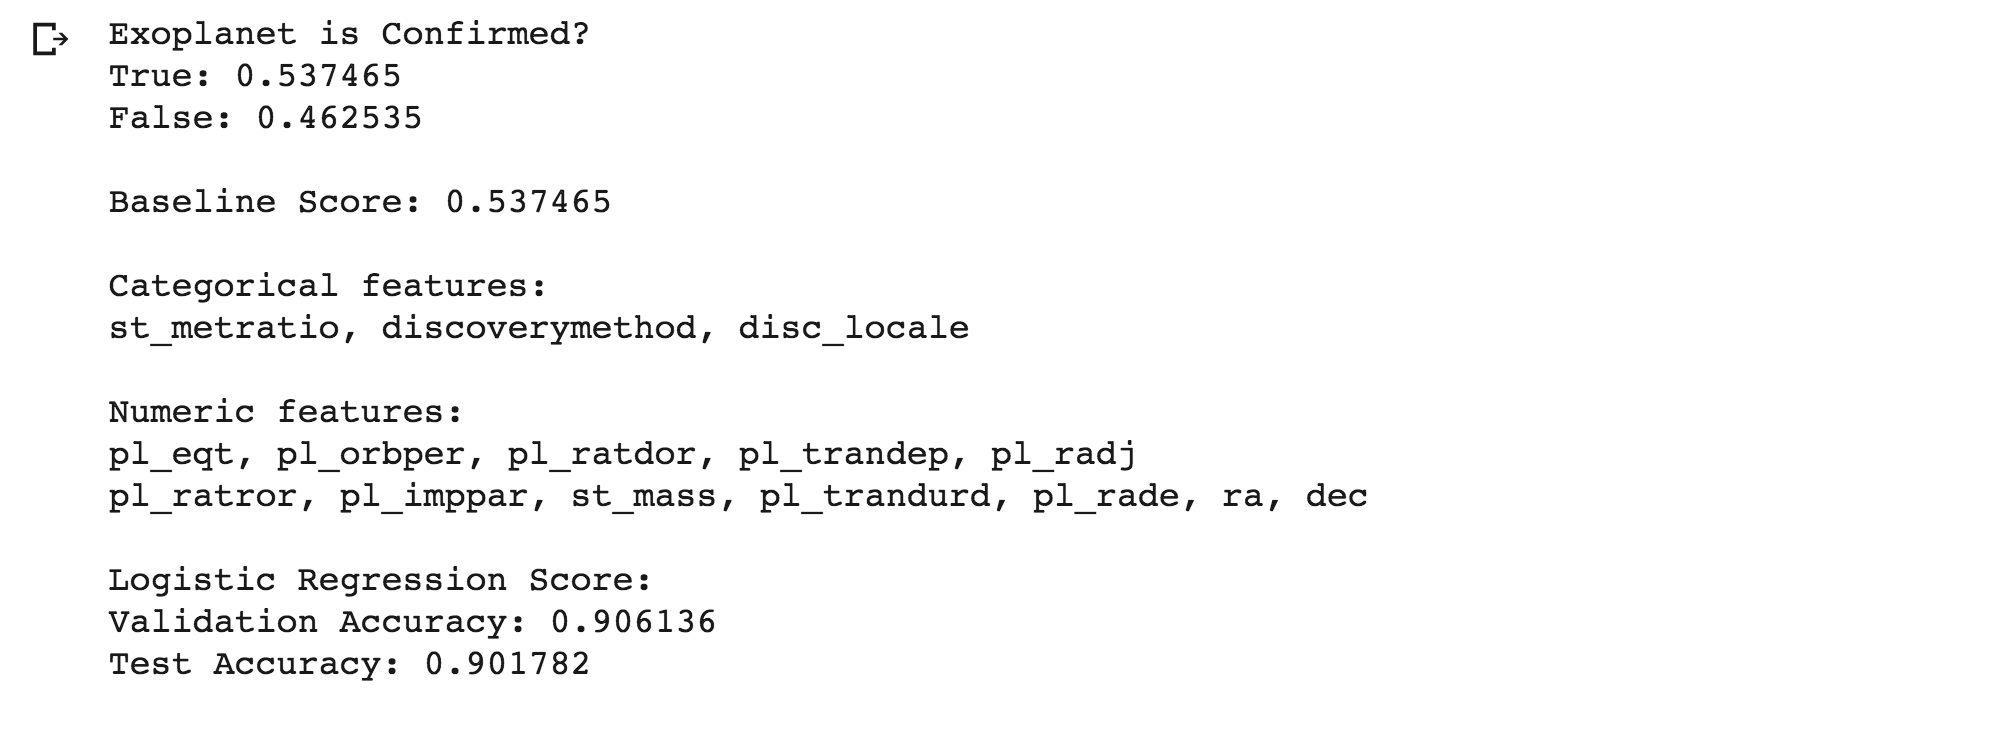 Exoplanet is Confirmed?
True: 0.537465
False: 0.462535
Baseline Score: 0.537465
Categorical features:
st_metratio, discoverymethod, disc_locale
Numeric features:
pl_eqt, pl_orbper, pl_ratdor, pl_trandep, pl_radj
pl_ratror, pl_imppar, st_mass, pl_trandurd, pl_rade, ra, dec
Logistic Regression Score:
Validation Accuracy: 0.906136
Test Accuracy: 0.901782